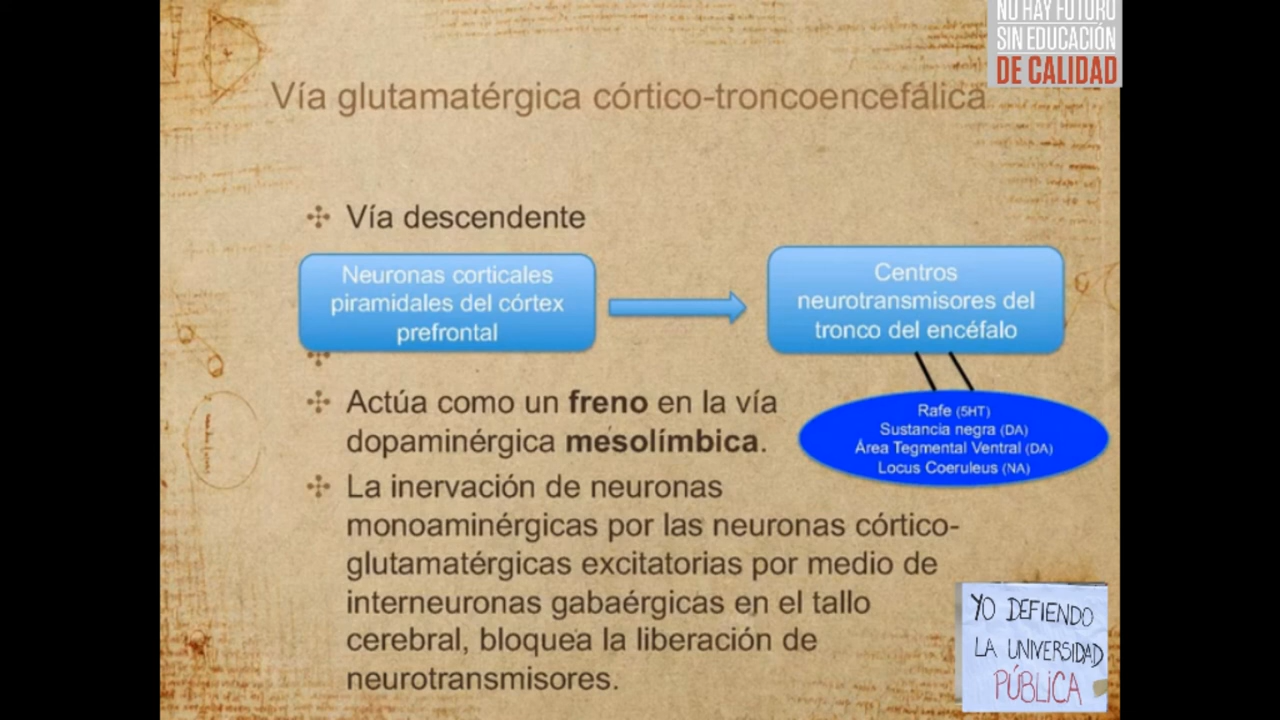 NO HAY FUTURO
SIN EDUCACIÓN
DE CALIDAD
Vía glutamatérgica córtico-troncoencefálica
Vía descendente
Neuronas corticales
piramidales del córtex
prefrontal
Centros
neurotransmisores del
tronco del encéfalo
Rafe (5HT)
Sustancia negra (DA)
Área Tegmental Ventral (DA)
Locus Coeruleus (NA)
Actúa como un freno en la vía
dopaminérgica mesolímbica.
La inervación de neuronas
monoaminérgicas por las neuronas córtico-
glutamatérgicas excitatorias por medio de
interneuronas gabaérgicas en el tallo
cerebral, bloquea la liberación de
neurotransmisores.
YO DEFIENDO
LA UNIVERSIDAD
PÚBLICA